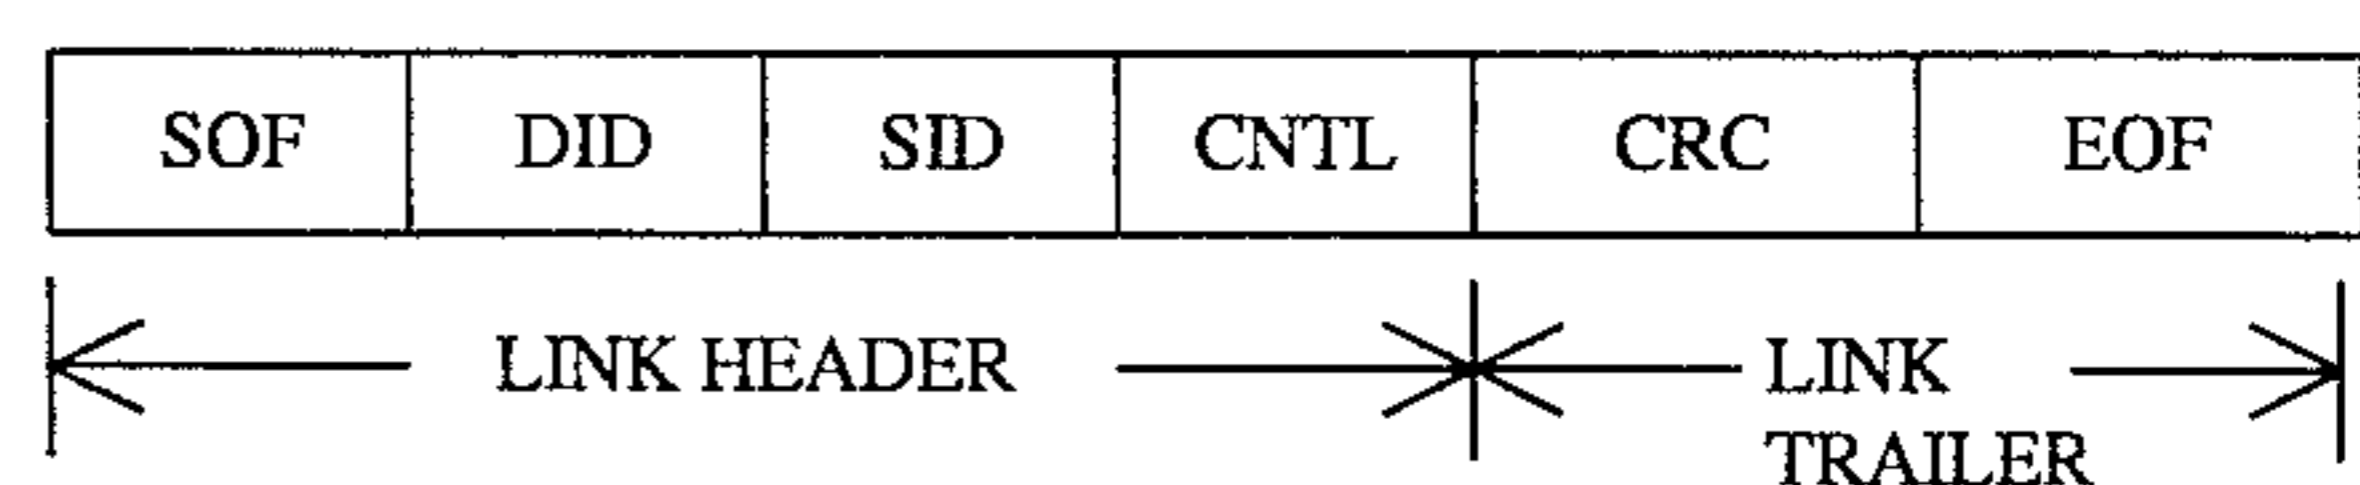 SOF DID SID CNTL CRC EOF
LINK HEADER LINK
TRAILER